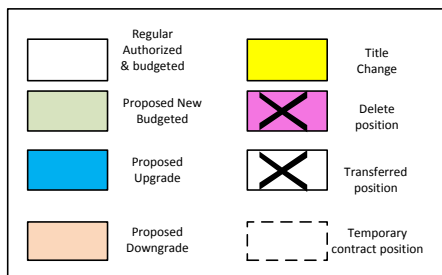 Regular
Authorized
& budgeted
Title
Change
Proposed New
Budgeted
Delete
position
Proposed
Upgrade
Transferred
position
Proposed
Downgrade
Temporary
contract position